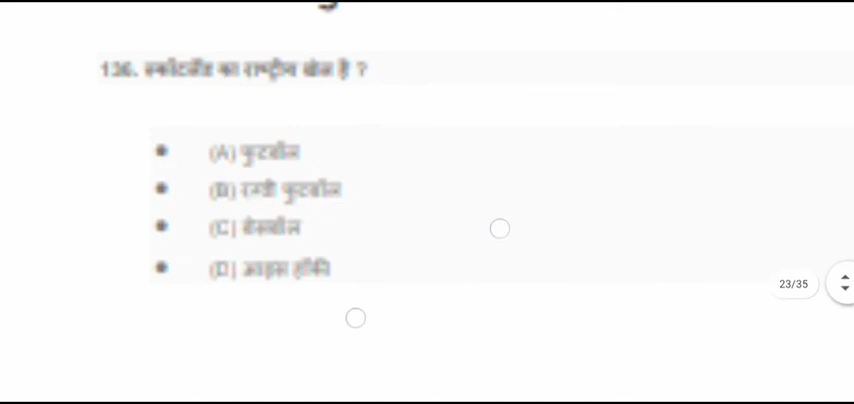 136. स्कॉटलैंड का राष्ट्रीय खेल है ?
(A) फुटबॉल
(B) रग्बी फुटबॉल
(C) बेसबॉल
(D) आइस हॉकी
23/35